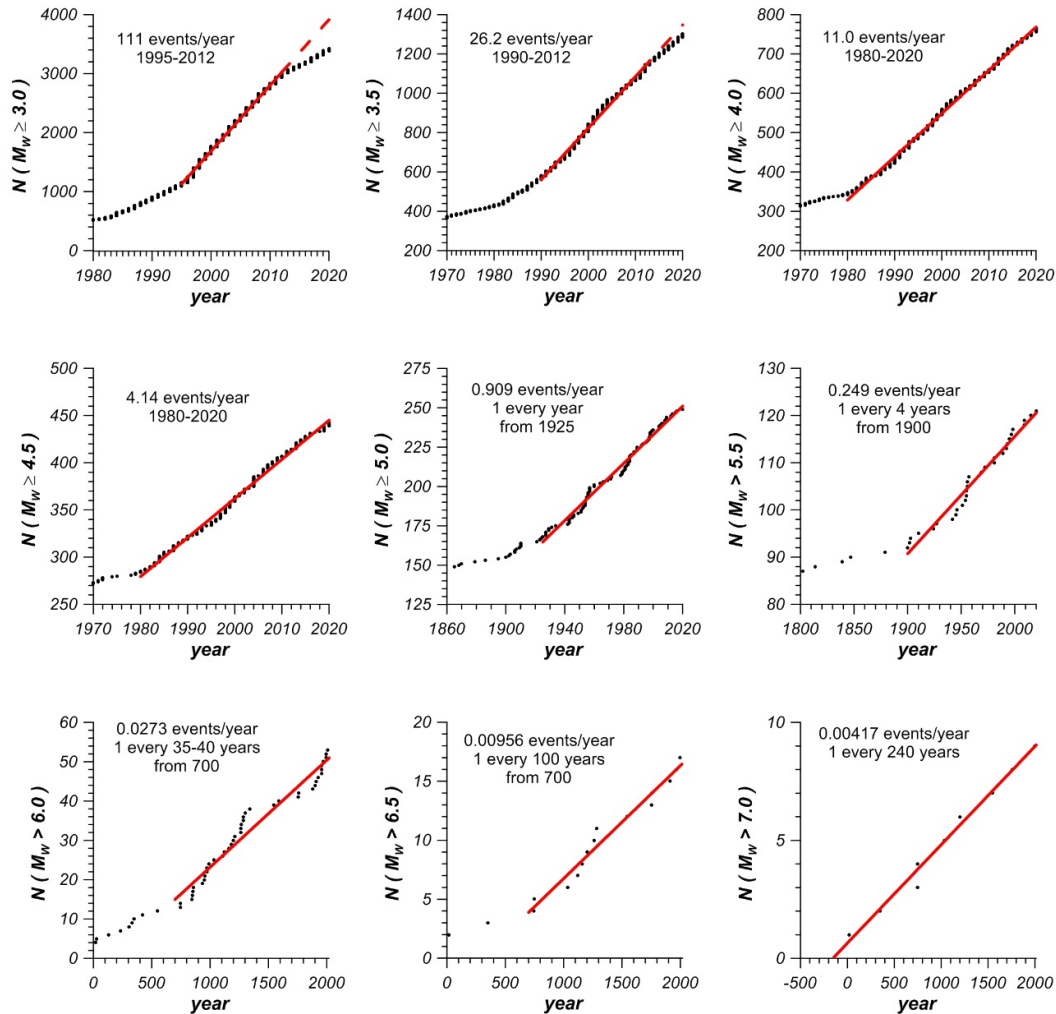 4000
3000
2000
1000
0
1980 1990 2000 2010 2020
year
N ( Mw ≥ 3.0 )
111 events/year
1995-2012
1400
1200
1000
800
600
400
200
1970 1980 1990 2000 2010 2020
year
N ( Mw ≥ 3.5 )
26.2 events/year
1990-2012
800
700
600
500
400
300
200
1970 1980 1990 2000 2010 2020
year
N ( Mw ≥ 4.0 )
11.0 events/year
1980-2020
500
450
400
350
300
250
1970 1980 1990 2000 2010 2020
year
N ( Mw ≥ 4.5 )
4.14 events/year
1980-2020
275
250
225
200
175
150
125
1860 1900 1940 1980 2020
year
N ( Mw ≥ 5.0 )
0.909 events/year
1 every year
from 1925
130
120
110
100
90
80
1800 1850 1900 1950 2000
year
N ( Mw > 5.5 )
0.249 events/year
1 every 4 years
from 1900
60
50
40
30
20
10
0
0 500 1000 1500 2000
year
N ( Mw > 6.0 )
0.0273 events/year
1 every 35-40 years
from 700
20
15
10
5
0
0 500 1000 1500 2000
year
N ( Mw > 6.5 )
0.00956 events/year
1 every 100 years
from 700
10
5
0
-500 0 500 1000 1500 2000
year
N ( Mw > 7.0 )
0.00417 events/year
1 every 240 years